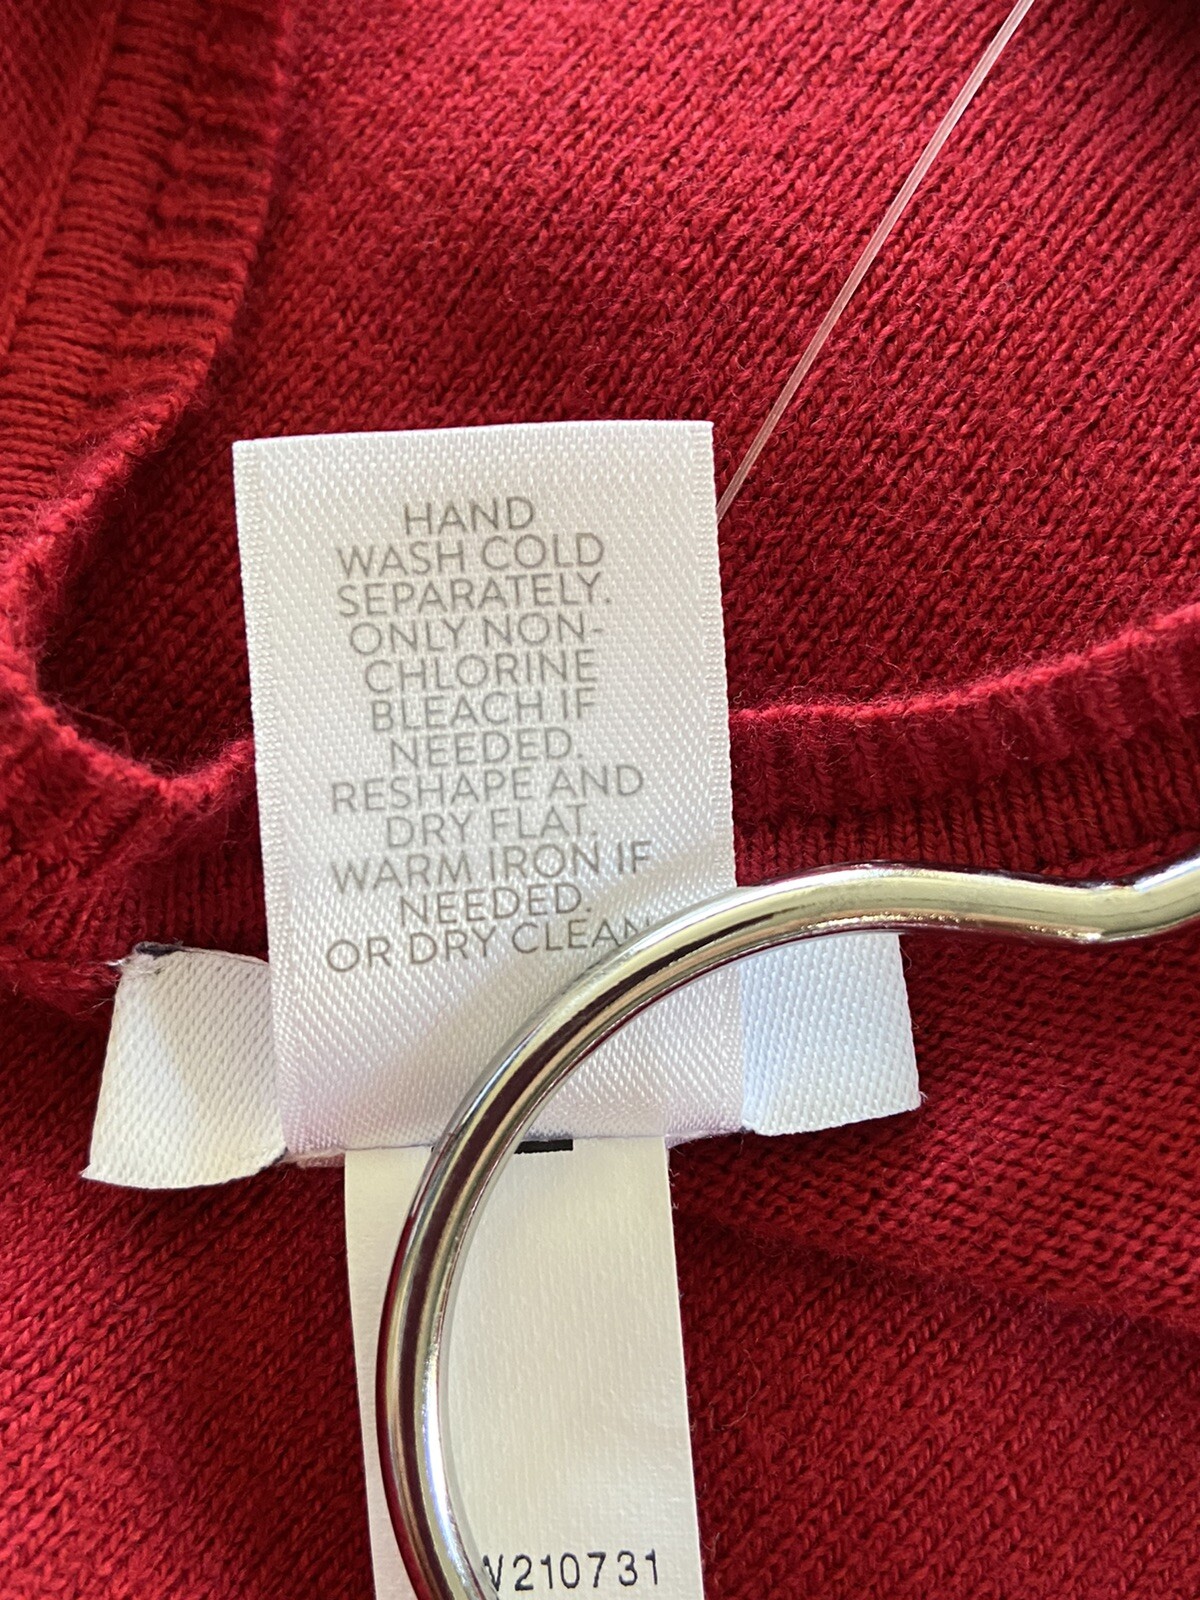 HAND
WASH COLD
SEPARATELY.
ONLY NON-
CHLORINE
BLEACH IF
NEEDED.
RESHAPE AND
DRY FLAT.
WARM IRON IF
NEEDED.
OR DRY CLEAN
W210731